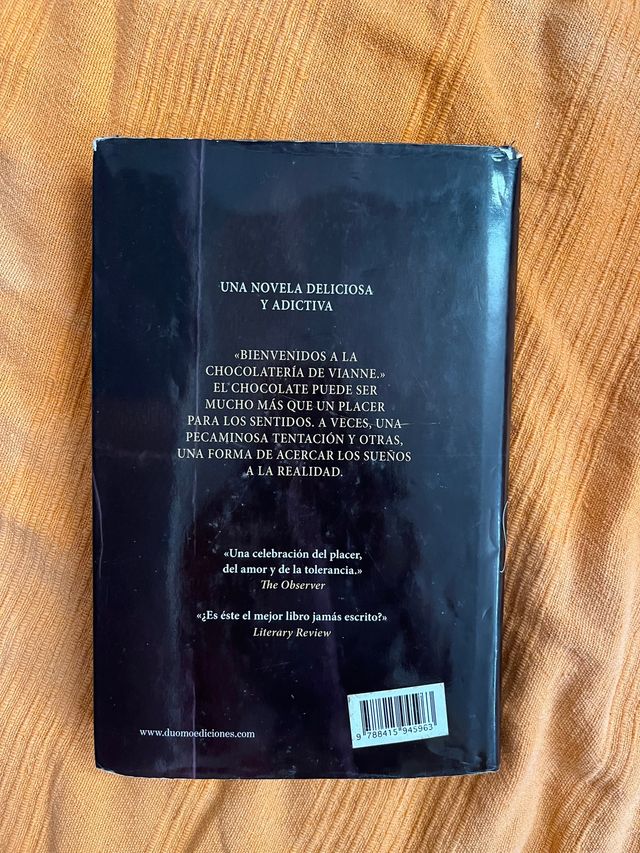 UNA NOVELA DELICIOSA
Y ADICTIVA
«BIENVENIDOS A LA
CHOCOLATERÍA DE VIANNE.»
EL CHOCOLATE PUEDE SER
MUCHO MÁS QUE UN PLACER
PARA LOS SENTIDOS. A VECES, UNA
PECAMINOSA TENTACIÓN Y OTRAS,
UNA FORMA DE ACERCAR LOS SUEÑOS
A LA REALIDAD.
«Una celebración del placer,
del amor y de la tolerancia.»
The Observer
«¿Es éste el mejor libro jamás escrito?»
Literary Review
www.duomoediciones.com
9 788415 945963